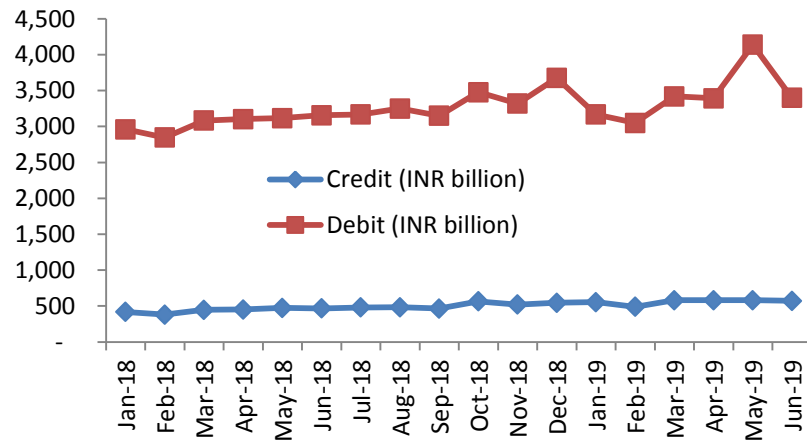 4,500
4,000
3,500
3,000
2,500
2,000
1,500
1,000
500
-
Credit (INR billion)
Debit (INR billion)
Jan-18
Feb-18
Mar-18
Apr-18
May-18
Jun-18
Jul-18
Aug-18
Sep-18
Oct-18
Nov-18
Dec-18
Jan-19
Feb-19
Mar-19
Apr-19
May-19
Jun-19